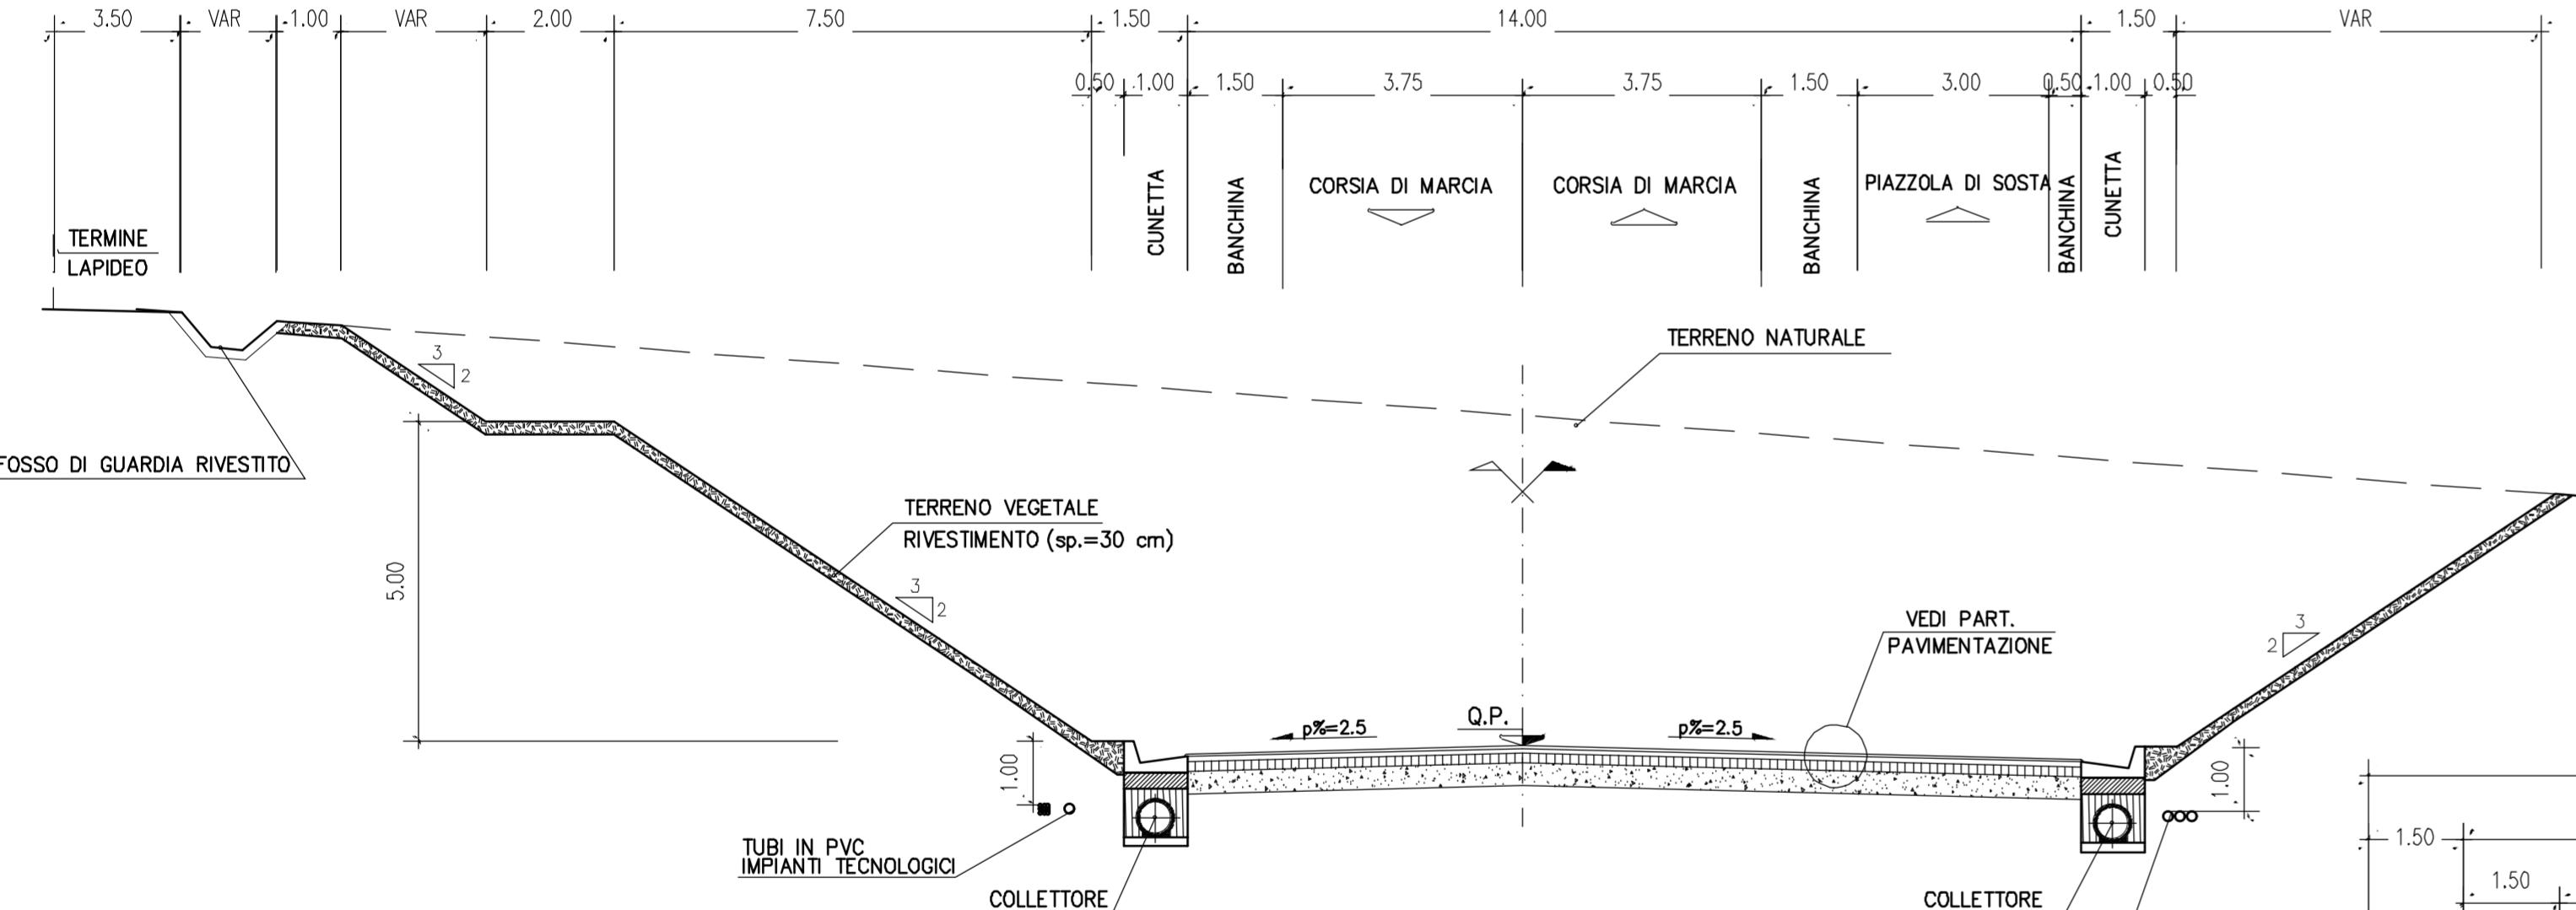 3.50 VAR 1.00 VAR 2.00 7.50 1.50 14.00 1.50 VAR
0.50 1.00 1.50 3.75 3.75 1.50 3.00 0.50 1.00 0.50
CUNETTA
BANCHINA
CORSIA DI MARCIA
CORSIA DI MARCIA
BANCHINA
PIAZZOLA DI SOSTA
BANCHINA
CUNETTA
TERMINE
LAPIDEO
TERRENO NATURALE
3
2
FOSSO DI GUARDIA RIVESTITO
TERRENO VEGETALE
RIVESTIMENTO (sp.=30 cm)
5.00
3
2
VEDI PART.
PAVIMENTAZIONE
3
2
p%=2.5
Q.P.
p%=2.5
1.00
1.00
TUBI IN PVC
IMPIANTI TECNOLOGICI
COLLETTORE
COLLETTORE
1.50
1.50